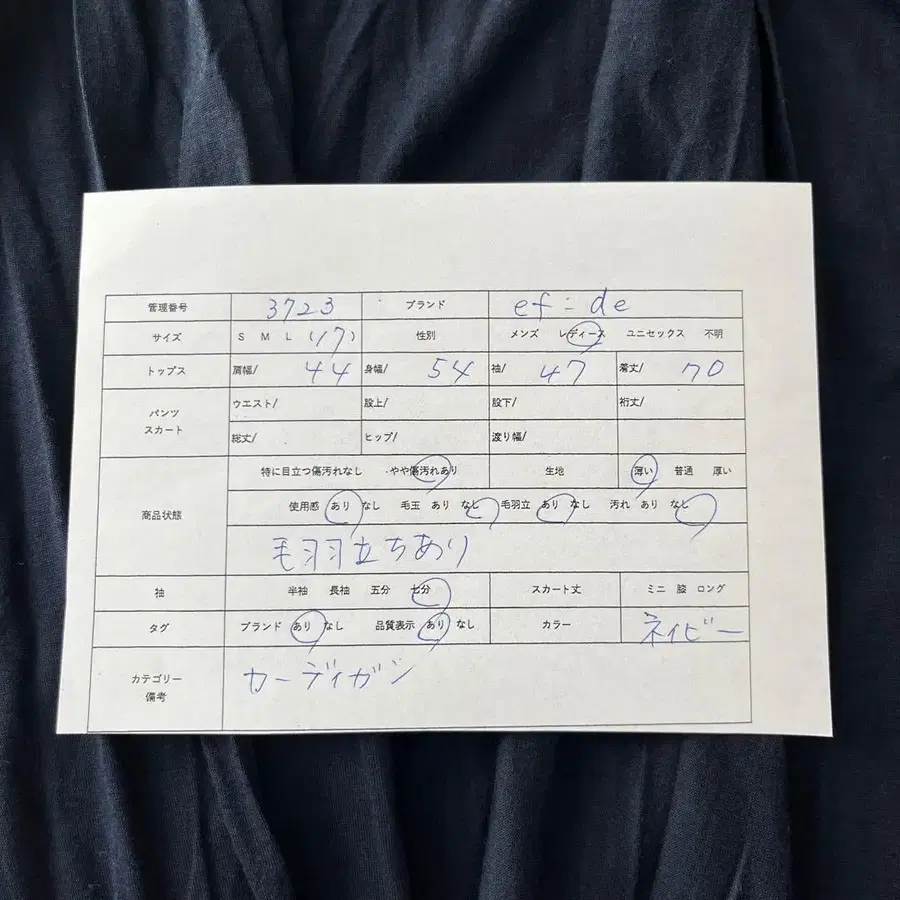 管理番号 3723 ブランド ef:de
サイズ S M L (17) 性別 メンズ レディース ユニセックス 不明
トップス 肩幅/ 44 身幅/ 54 袖/ 47 着丈/ 70
パンツ スカート ウエスト/ 股上/ 股下/ 裄丈/
総丈/ ヒップ/ 渡り幅/
商品状態 特に目立つ傷汚れなし やや傷汚れあり 生地 薄い 普通 厚い
使用感 あり なし 毛玉 あり なし 毛羽立 あり なし 汚れ あり なし
毛羽立ちあり
袖 半袖 長袖 五分 七分 スカート丈 ミニ 膝 ロング
タグ ブランド あり なし 品質表示 あり なし カラー ネイビー
カテゴリー 備考 カーディガン